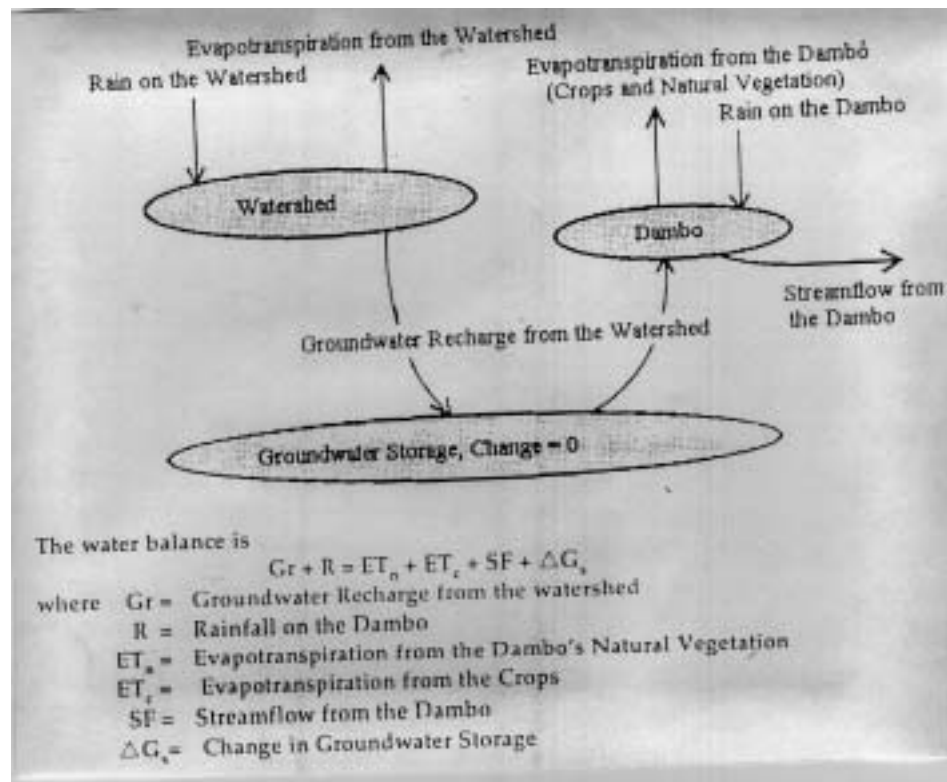 Evapotranspiration from the Watershed
Rain on the Watershed
Evapotranspiration from the Dambo
(Crops and Natural Vegetation)
Rain on the Dambo
Watershed
Dambo
Streamflow from
the Dambo
Groundwater Recharge from the Watershed
Groundwater Storage, Change = 0
The water balance is
Gr + R = ETn + ETc + SF + △Gs
where Gr = Groundwater Recharge from the watershed
R = Rainfall on the Dambo
ETn = Evapotranspiration from the Dambo's Natural Vegetation
ETc = Evapotranspiration from the Crops
SF = Streamflow from the Dambo
△Gs = Change in Groundwater Storage